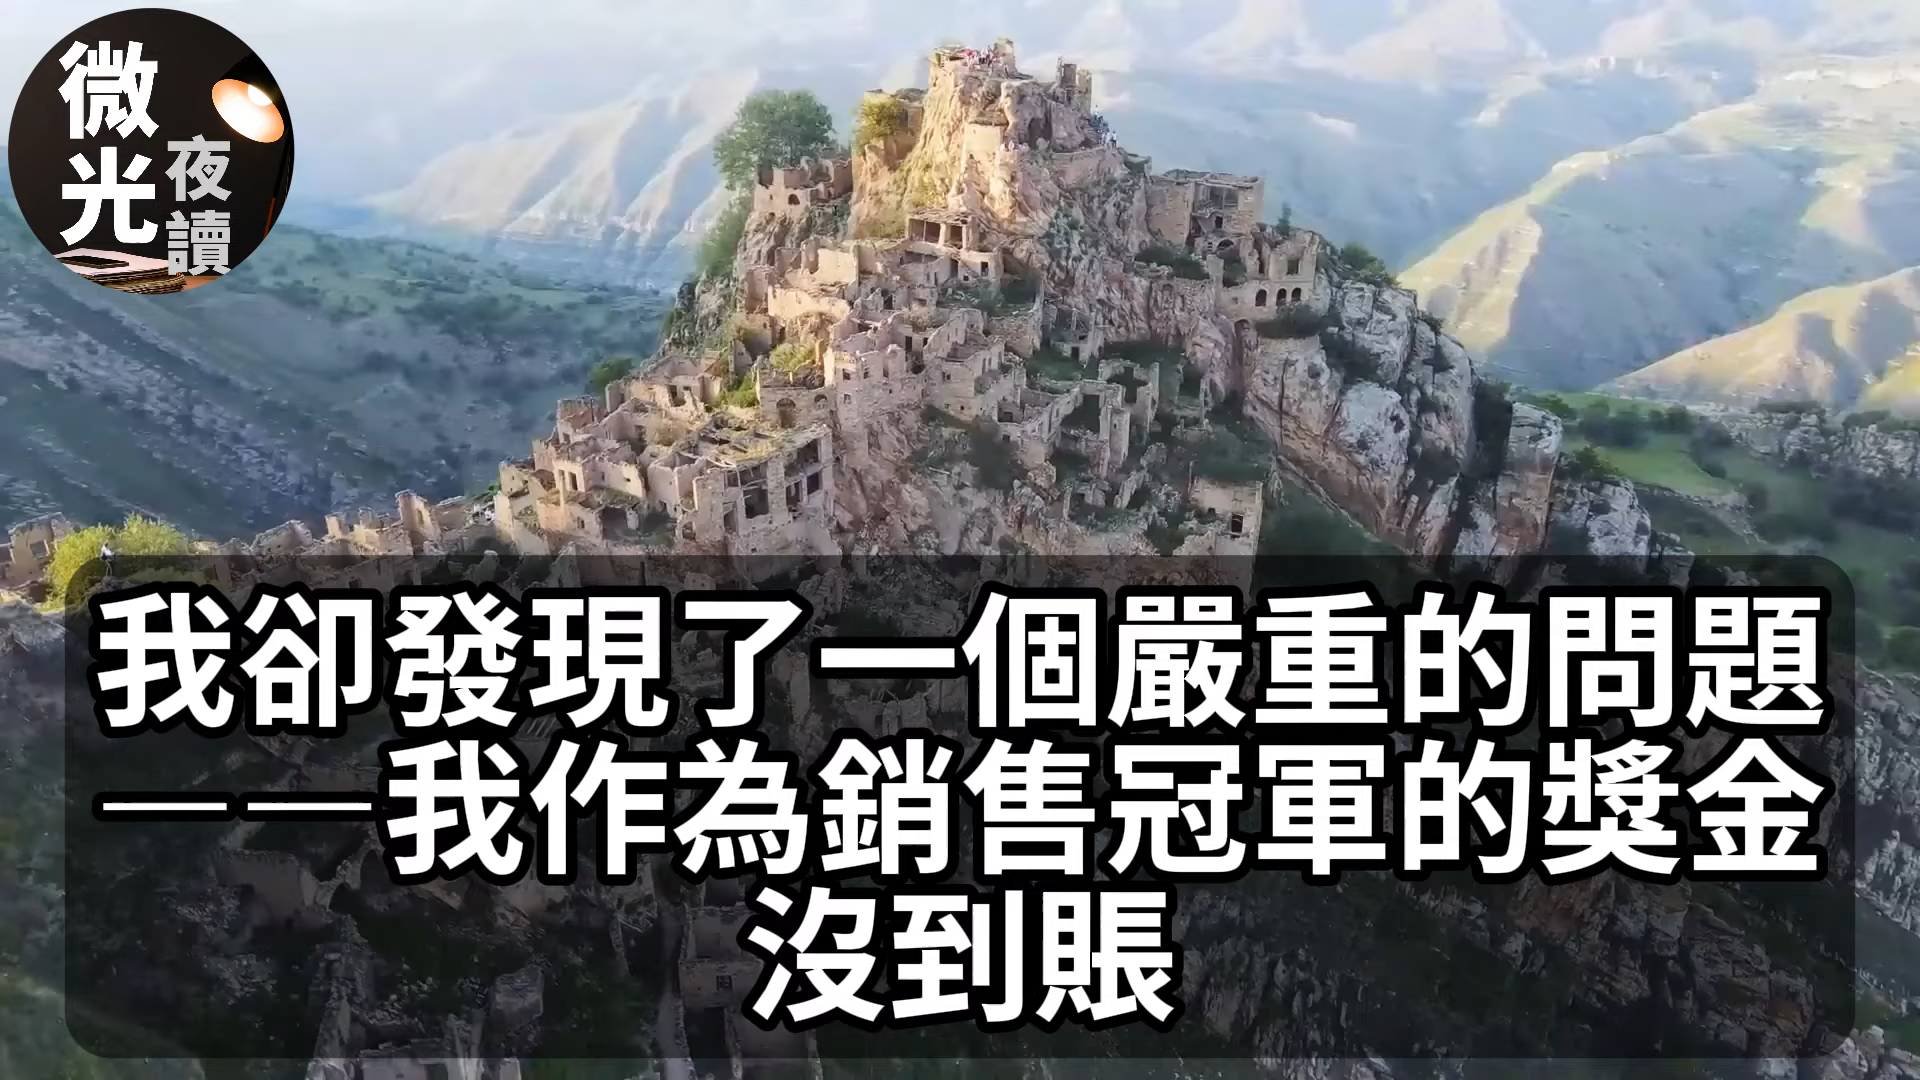 微光
夜讀
我卻發現了一個嚴重的問題
——我作為銷售冠軍的獎金
沒到賬